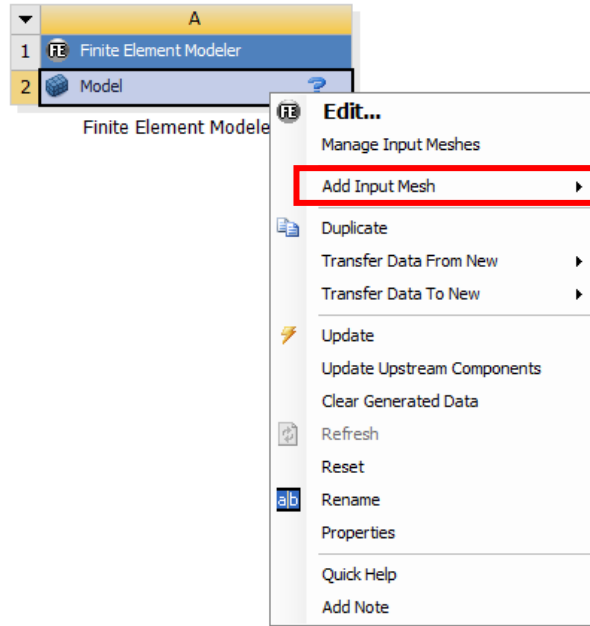 A
1 FE Finite Element Modeler
2 Model ?
Finite Element Modele
FE Edit...
Manage Input Meshes
Add Input Mesh
Duplicate
Transfer Data From New
Transfer Data To New
Update
Update Upstream Components
Clear Generated Data
Refresh
Reset
a|b Rename
Properties
Quick Help
Add Note